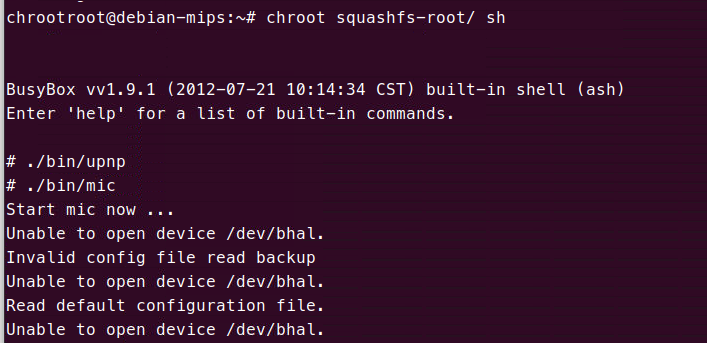 chrootroot@debian-mips:~# chroot squashfs-root/ sh
BusyBox vv1.9.1 (2012-07-21 10:14:34 CST) built-in shell (ash)
Enter 'help' for a list of built-in commands.
# ./bin/upnp
# ./bin/mic
Start mic now ...
Unable to open device /dev/bhal.
Invalid config file read backup
Unable to open device /dev/bhal.
Read default configuration file.
Unable to open device /dev/bhal.